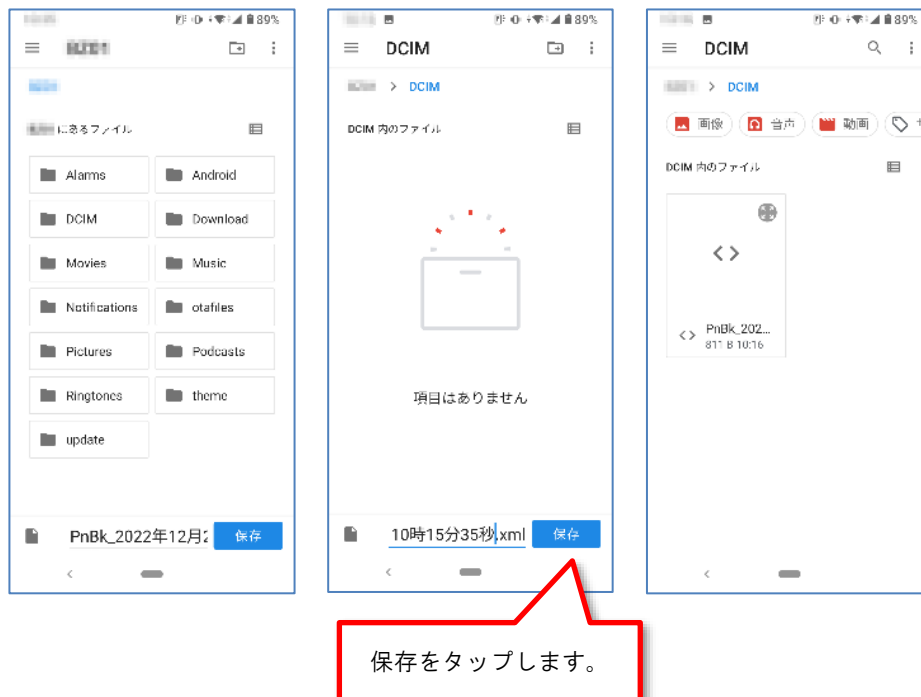 89%
にあるファイル
Alarms
Android
DCIM
Download
Movies
Music
Notifications
otafiles
Pictures
Podcasts
Ringtones
theme
update
PnBk_2022年12月
保存
89%
DCIM
> DCIM
DCIM 内のファイル
項目はありません
10時15分35秒.xml
保存
89%
DCIM
> DCIM
画像
音声
動画
DCIM 内のファイル
PnBk_202...
811 B 10:16
保存をタップします。